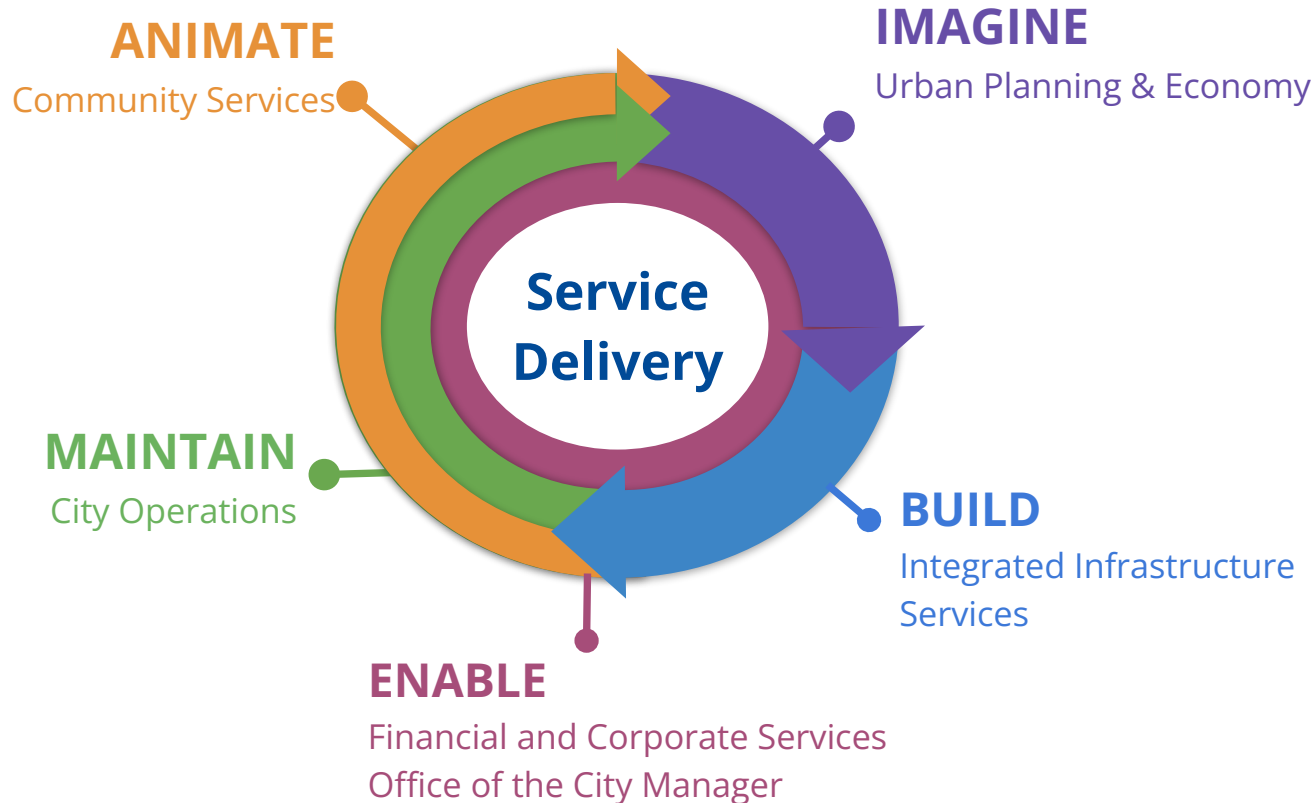 ANIMATE
Community Services
IMAGINE
Urban Planning & Economy
Service
Delivery
MAINTAIN
City Operations
BUILD
Integrated Infrastructure
Services
ENABLE
Financial and Corporate Services
Office of the City Manager